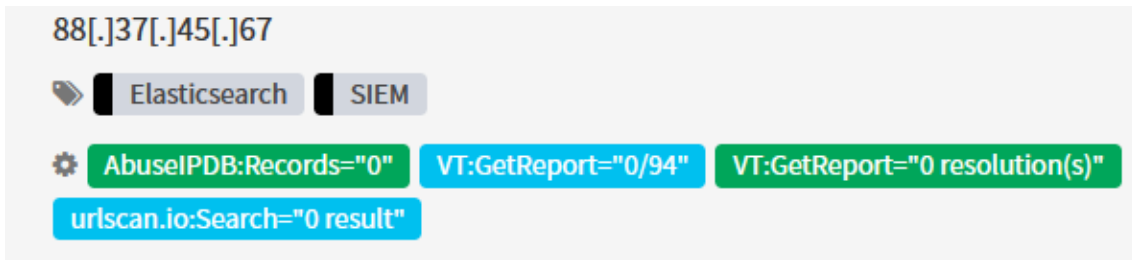 88[.]37[.]45[.]67
Elasticsearch SIEM
AbuseIPDB:Records="0" VT:GetReport="0/94" VT:GetReport="0 resolution(s)"
urlscan.io:Search="0 result"